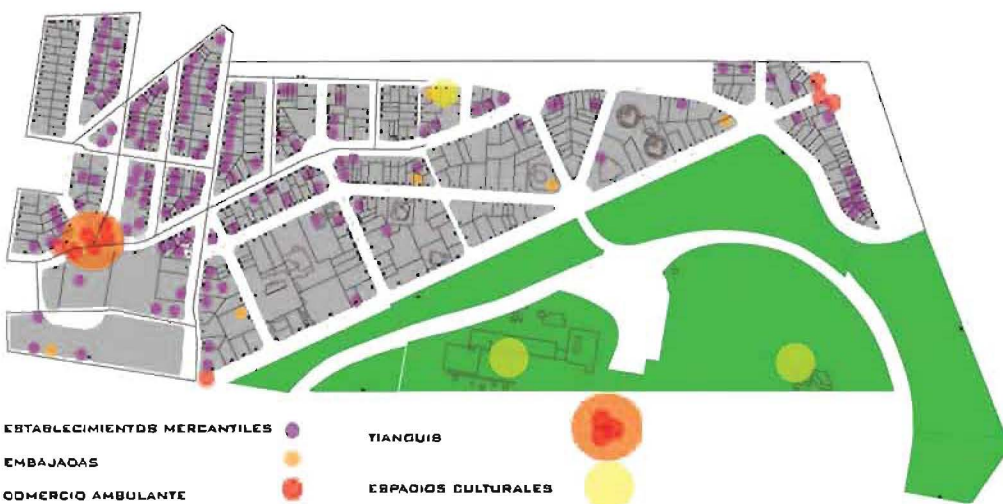 ESTABLECIMIENTOS MERCANTILES
TIANGUIS
EMBAJADAS
ESPACIOS CULTURALES
COMERCIO AMBULANTE